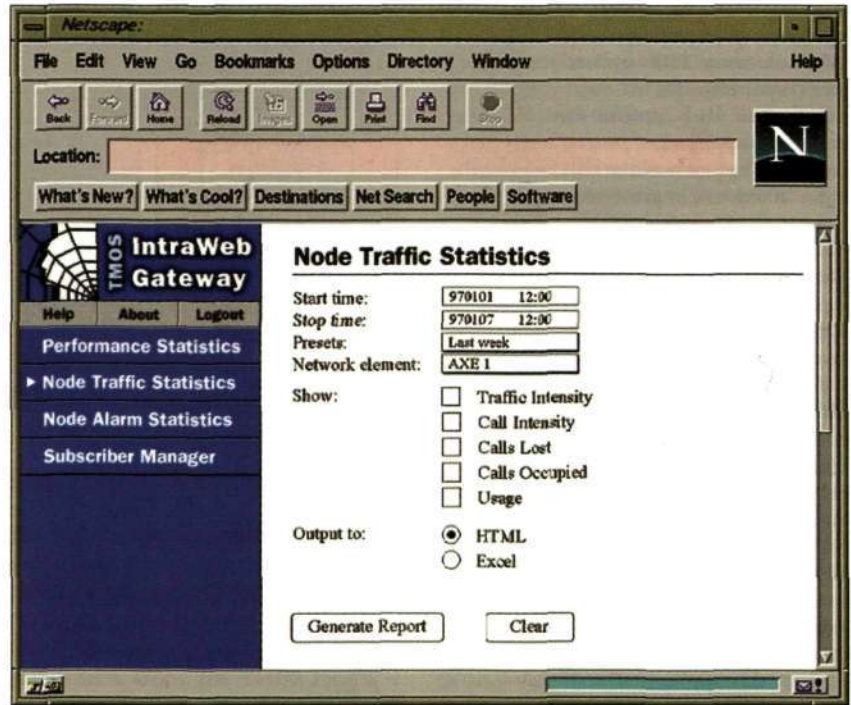 Netscape:
File Edit View Go Bookmarks Options Directory Window Help
Back Forward Home Reload Images Open Print Find Stop
Location:
N
What's New? What's Cool? Destinations Net Search People Software
TMOS
IntraWeb
Gateway
Help About Logout
Performance Statistics
Node Traffic Statistics
Node Alarm Statistics
Subscriber Manager
Node Traffic Statistics
Start time: 970101 12:00
Stop time: 970107 12:00
Presets: Last week
Network element: AXE 1
Show: Traffic Intensity
Call Intensity
Calls Lost
Calls Occupied
Usage
Output to: HTML
Excel
Generate Report Clear